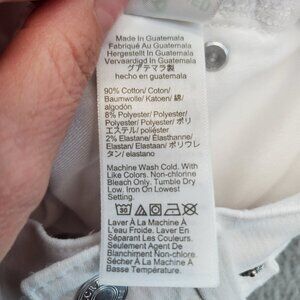 Made In Guatemala
Fabriqué Au Guatemala
Hergestellt In Guatemala
Vervaardigd In Guatemala
グアテマラ製
hecho en guatemala
90% Cotton/ Coton/
Baumwolle/ Katoen/ 綿/
algodón
8% Polyester/ Polyester/
Polyester/ Polyester/ ポリ
エステル/ poliéster
2% Elastane/ Élasthanne/
Elastan/ Elastaan/ ポリウレ
タン/ elastano
Machine Wash Cold. With
Like Colors. Non-chlorine
Bleach Only. Tumble Dry
Low. Iron On Lowest
Setting.
30
Laver À La Machine À
L'eau Froide. Laver En
Séparant Les Couleurs.
Seulement Agent De
Blanchiment Non Chloré.
Séchage À La Machine À
Basse Température.